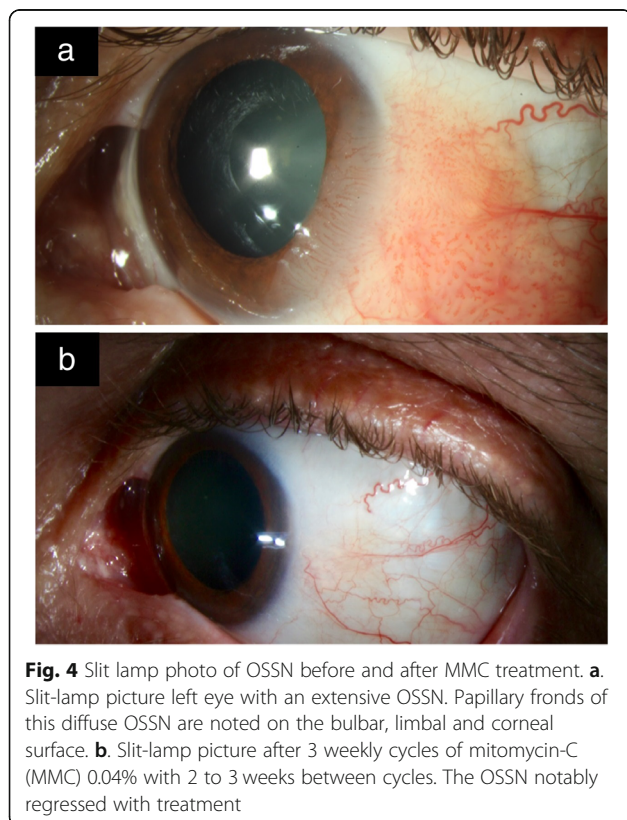 a
b
Fig. 4 Slit lamp photo of OSSN before and after MMC treatment. a.
Slit-lamp picture left eye with an extensive OSSN. Papillary fronds of
this diffuse OSSN are noted on the bulbar, limbal and corneal
surface. b. Slit-lamp picture after 3 weekly cycles of mitomycin-C
(MMC) 0.04% with 2 to 3 weeks between cycles. The OSSN notably
regressed with treatment